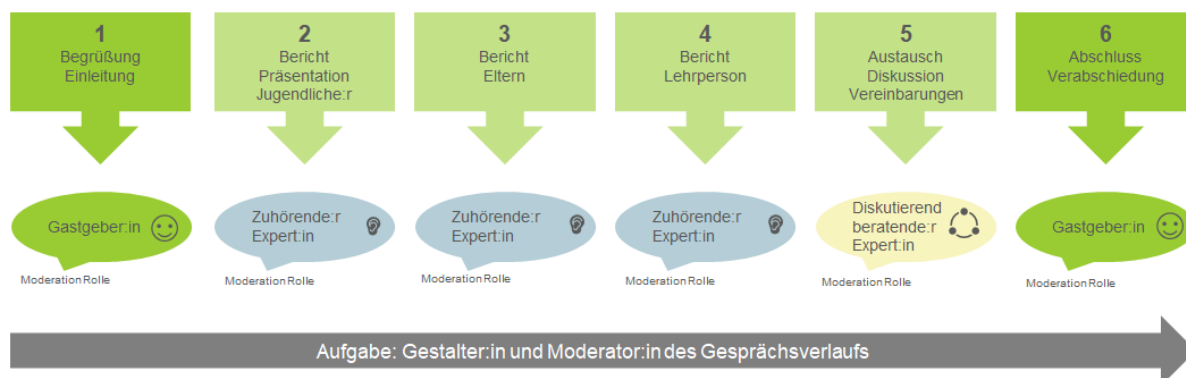 1
Begrüßung
Einleitung
2
Bericht
Präsentation
Jugendliche:r
3
Bericht
Eltern
4
Bericht
Lehrperson
5
Austausch
Diskussion
Vereinbarungen
6
Abschluss
Verabschiedung
Gastgeber:in
Moderation Rolle
Zuhörende:r
Expert:in
Moderation Rolle
Zuhörende:r
Expert:in
Moderation Rolle
Zuhörende:r
Expert:in
Moderation Rolle
Diskutierend
beratende:r
Expert:in
Moderation Rolle
Gastgeber:in
Moderation Rolle
Aufgabe: Gestalter:in und Moderator:in des Gesprächsverlaufs